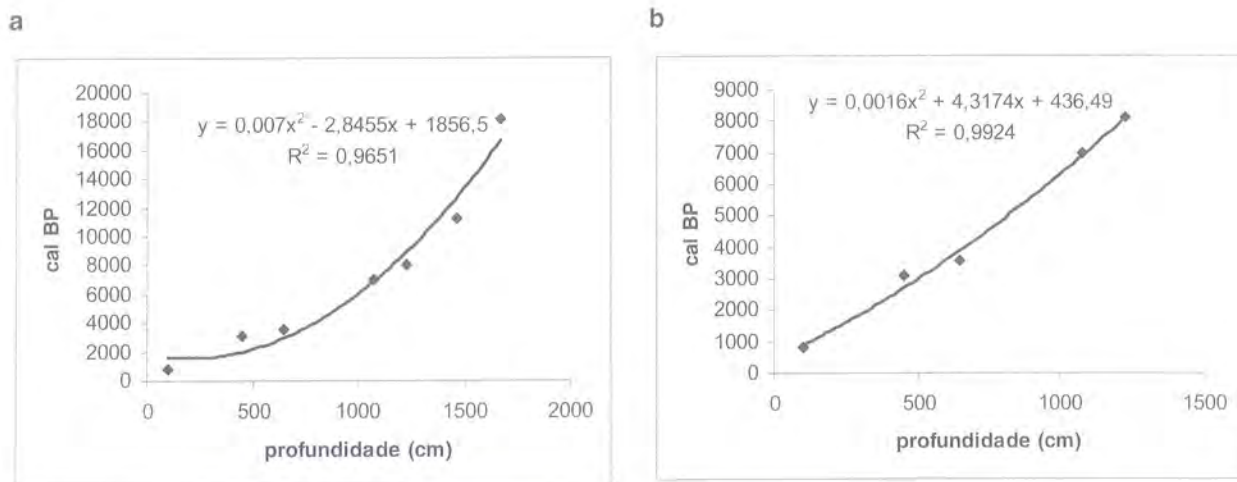 a
20000
18000
16000
14000
12000
10000
8000
6000
4000
2000
0
cal BP
y = 0,007x² - 2,8455x + 1856,5
R² = 0,9651
0 500 1000 1500 2000
profundidade (cm)
b
9000
8000
7000
6000
5000
4000
3000
2000
1000
0
cal BP
y = 0,0016x² + 4,3174x + 436,49
R² = 0,9924
0 500 1000 1500
profundidade (cm)